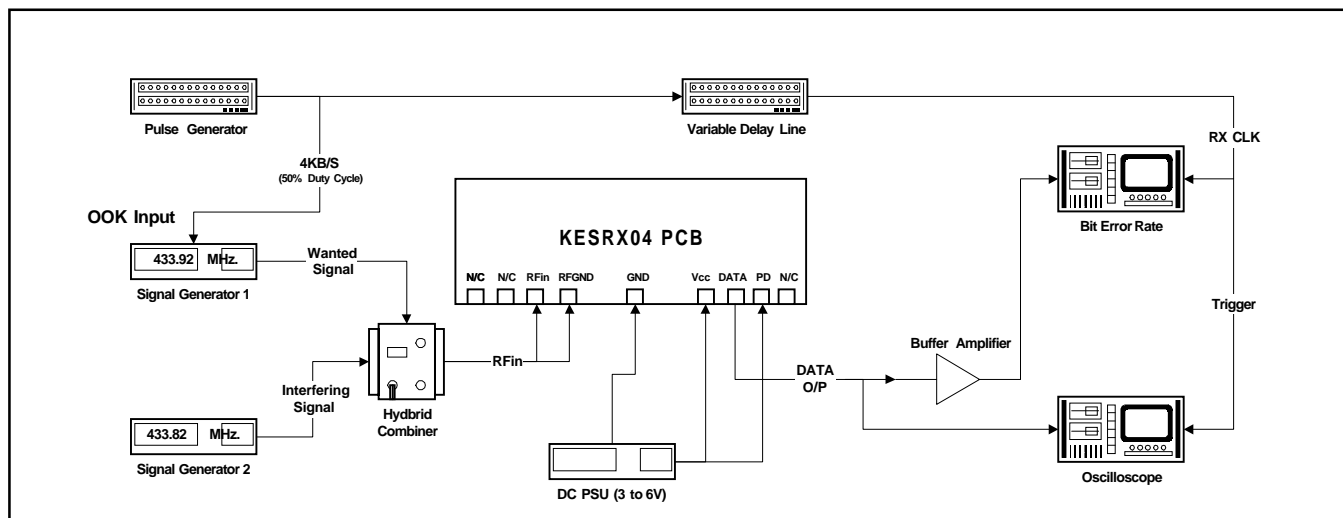 Pulse Generator
Variable Delay Line
RX CLK
4KB/S
(50% Duty Cycle)
OOK Input
433.92 MHz.
Signal Generator 1
Wanted
Signal
KESRX04 PCB
N/C N/C RFin RFGND GND Vcc DATA PD N/C
Bit Error Rate
Trigger
Buffer Amplifier
RFin
DATA
O/P
Interfering
Signal
Hydbrid
Combiner
433.82 MHz.
Signal Generator 2
DC PSU (3 to 6V)
Oscilloscope